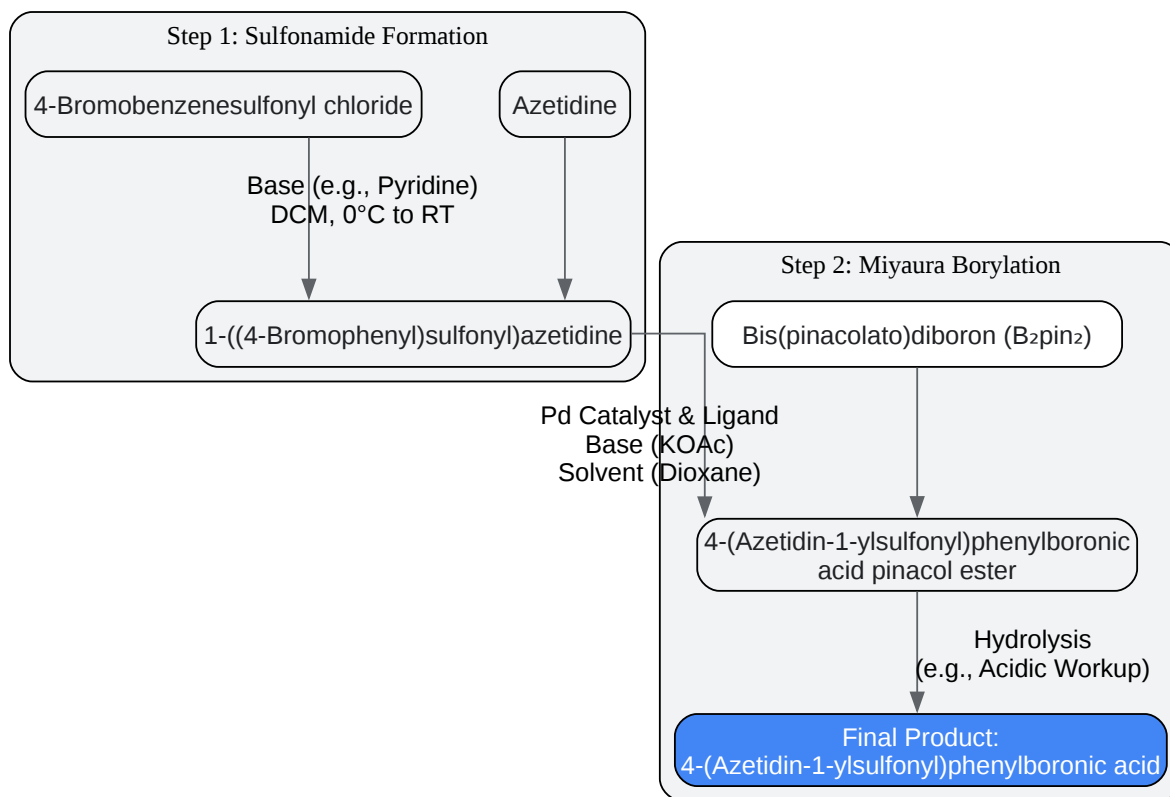 Step 1: Sulfonamide Formation
4-Bromobenzenesulfonyl chloride
Azetidine
Base (e.g., Pyridine)
DCM, 0°C to RT
1-((4-Bromophenyl)sulfonyl)azetidine
Step 2: Miyaura Borylation
Bis(pinacolato)diboron (B₂pin₂)
Pd Catalyst & Ligand
Base (KOAc)
Solvent (Dioxane)
4-(Azetidin-1-ylsulfonyl)phenylboronic
acid pinacol ester
Hydrolysis
(e.g., Acidic Workup)
Final Product:
4-(Azetidin-1-ylsulfonyl)phenylboronic acid